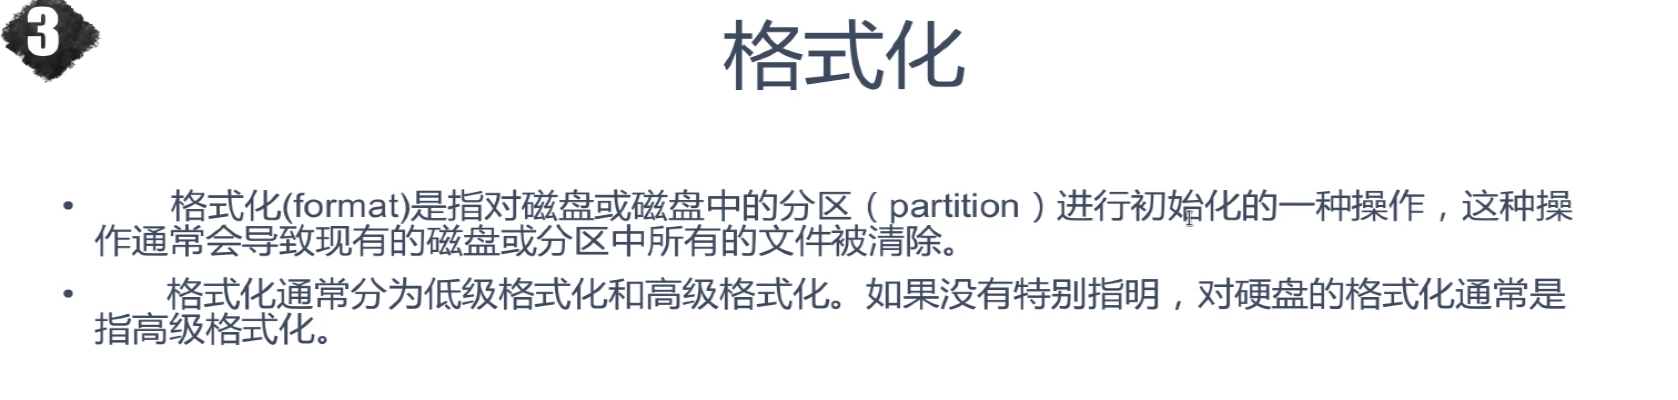 3
格式化
• 格式化(format)是指对磁盘或磁盘中的分区（partition）进行初始化的一种操作，这种操
作通常会导致现有的磁盘或分区中所有的文件被清除。
• 格式化通常分为低级格式化和高级格式化。如果没有特别指明，对硬盘的格式化通常是
指高级格式化。